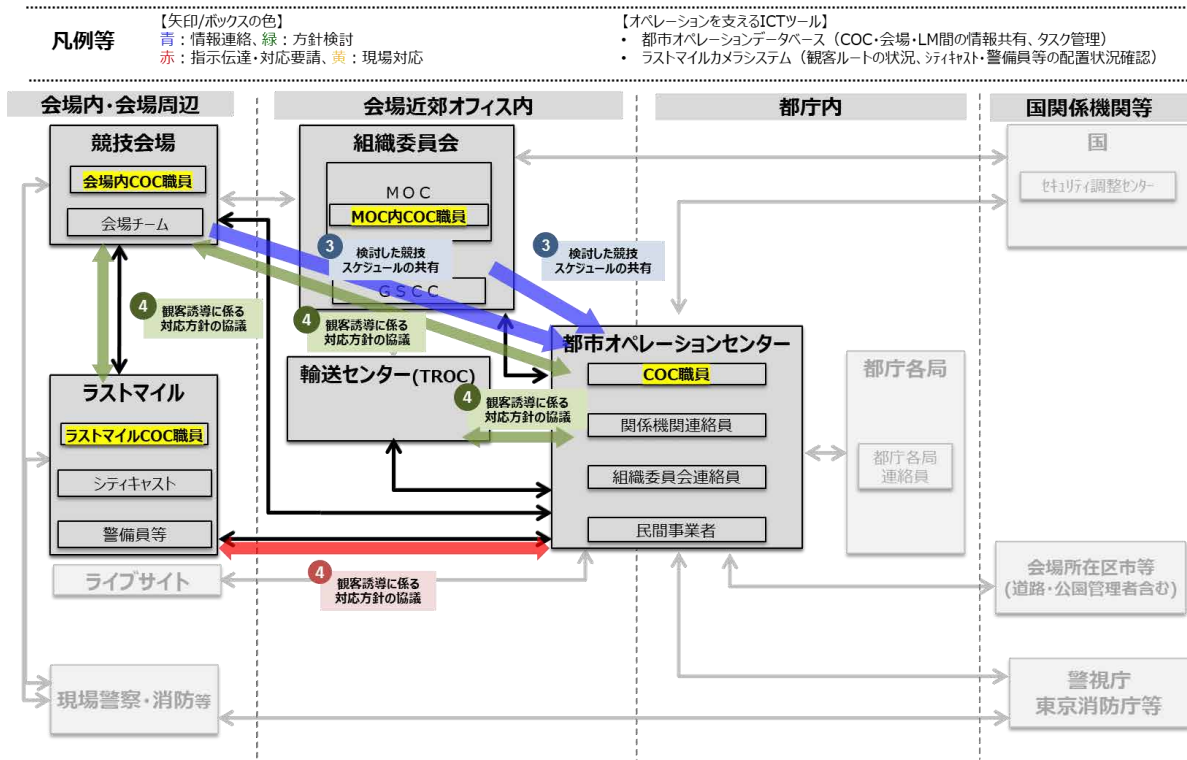 凡例等
【矢印/ボックスの色】
青：情報連絡、緑：方針検討
赤：指示伝達・対応要請、黄：現場対応
【オペレーションを支えるICTツール】
• 都市オペレーションデータベース（COC・会場・LM間の情報共有、タスク管理）
• ラストマイルカメラシステム（観客ルートの状況、シティキャスト・警備員等の配置状況確認）
会場内・会場周辺
会場近郊オフィス内
都庁内
国関係機関等
競技会場
会場内COC職員
会場チーム
組織委員会
MOC
MOC内COC職員
GSCC
国
セキュリティ調整センター
3 検討した競技
スケジュールの共有
3 検討した競技
スケジュールの共有
4 観客誘導に係る
対応方針の協議
4 観客誘導に係る
対応方針の協議
輸送センター(TROC)
4 観客誘導に係る
対応方針の協議
都市オペレーションセンター
COC職員
関係機関連絡員
組織委員会連絡員
民間事業者
都庁各局
都庁各局
連絡員
ラストマイル
ラストマイルCOC職員
シティキャスト
警備員等
ライブサイト
4 観客誘導に係る
対応方針の協議
会場所在区市等
(道路・公園管理者含む)
現場警察・消防等
警視庁
東京消防庁等